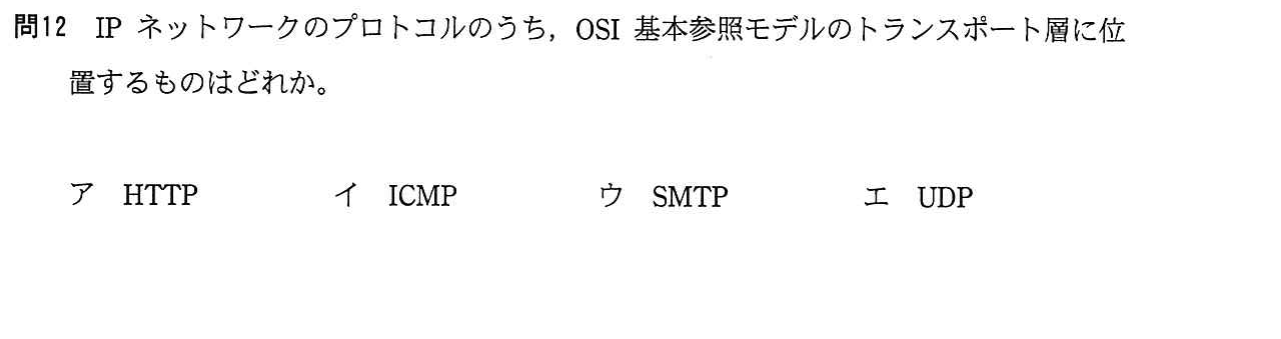 問12 IP ネットワークのプロトコルのうち，OSI 基本参照モデルのトランスポート層に位
置するものはどれか。
ア HTTP イ ICMP ウ SMTP エ UDP